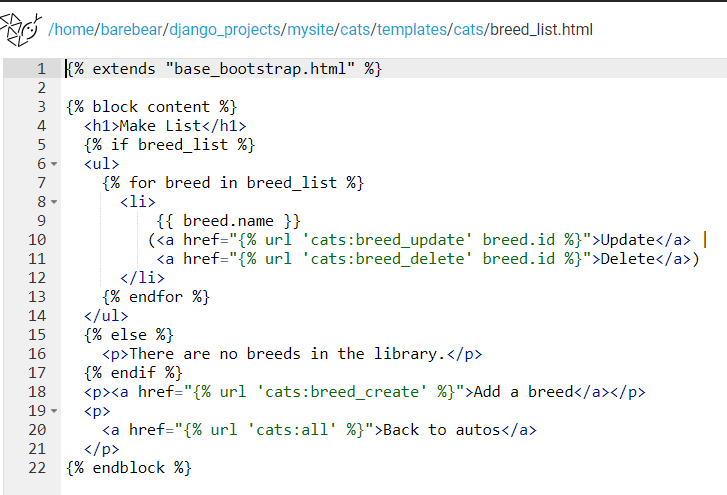 /home/barebear/django_projects/mysite/cats/templates/cats/breed_list.html
1 {% extends "base_bootstrap.html" %}
2
3 {% block content %}
4   <h1>Make List</h1>
5   {% if breed_list %}
6   <ul>
7     {% for breed in breed_list %}
8       <li>
9           {{ breed.name }}
10          (<a href="{% url 'cats:breed_update' breed.id %}">Update</a> |
11           <a href="{% url 'cats:breed_delete' breed.id %}">Delete</a>)
12      </li>
13    {% endfor %}
14  </ul>
15  {% else %}
16    <p>There are no breeds in the library.</p>
17  {% endif %}
18  <p><a href="{% url 'cats:breed_create' %}">Add a breed</a></p>
19  <p>
20    <a href="{% url 'cats:all' %}">Back to autos</a>
21  </p>
22 {% endblock %}